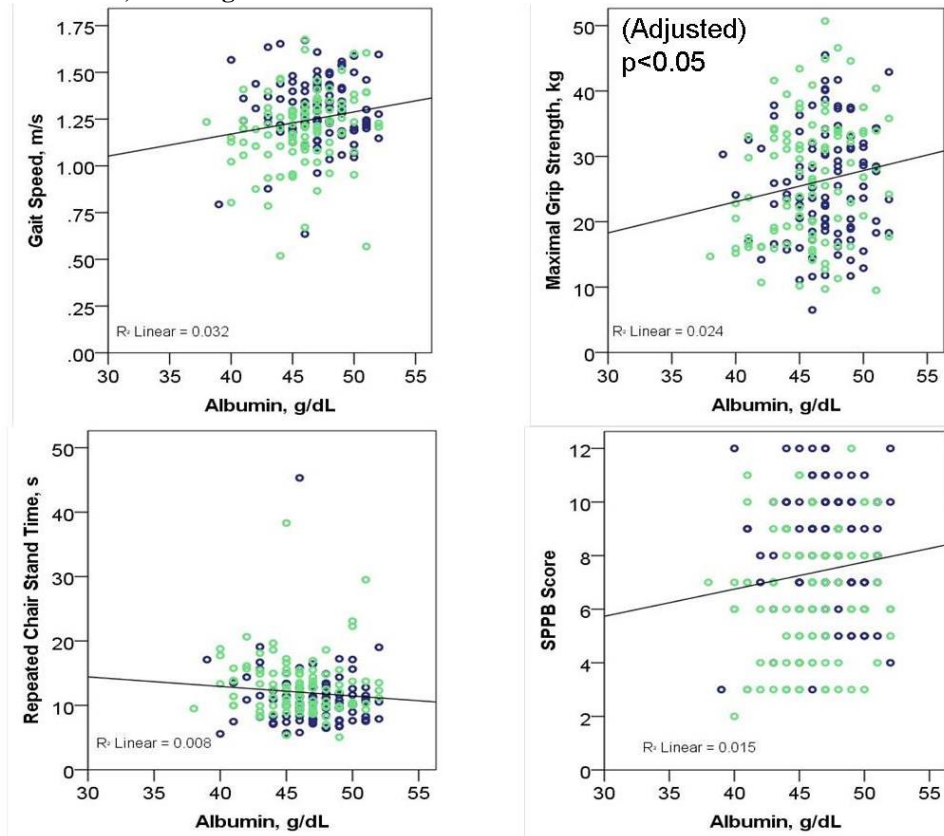 1.75
1.50
1.25
1.00
.75
.50
.25
.00
Gait Speed, m/s
R² Linear = 0.032
30 35 40 45 50 55
Albumin, g/dL
50
40
30
20
10
0
Maximal Grip Strength, kg
(Adjusted)
p<0.05
R² Linear = 0.024
30 35 40 45 50 55
Albumin, g/dL
50
40
30
20
10
0
Repeated Chair Stand Time, s
R² Linear = 0.008
30 35 40 45 50 55
Albumin, g/dL
12
10
8
6
4
2
0
SPPB Score
R² Linear = 0.015
30 35 40 45 50 55
Albumin, g/dL